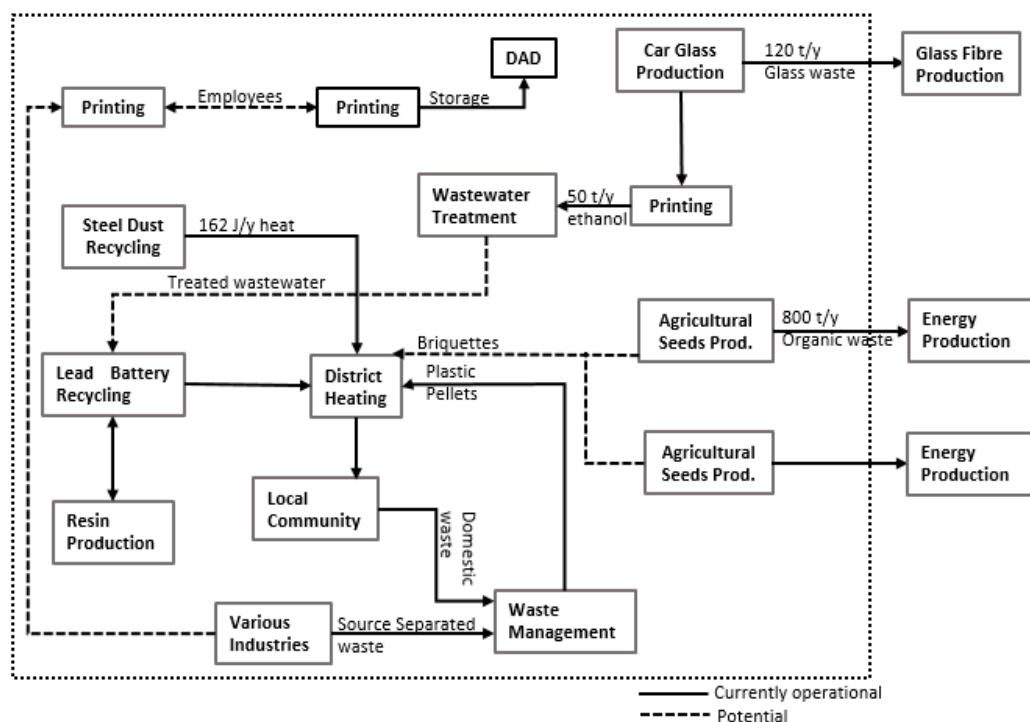 DAD
Car Glass
Production
120 t/y
Glass waste
Glass Fibre
Production
Printing
Employees
Printing
Storage
Wastewater
Treatment
50 t/y
ethanol
Printing
Steel Dust
Recycling
162 J/y heat
Treated wastewater
Agricultural
Seeds Prod.
800 t/y
Organic waste
Energy
Production
Briquettes
Lead Battery
Recycling
District
Heating
Plastic
Pellets
Agricultural
Seeds Prod.
Energy
Production
Resin
Production
Local
Community
Domestic
waste
Various
Industries
Source Separated
waste
Waste
Management
Currently operational
Potential